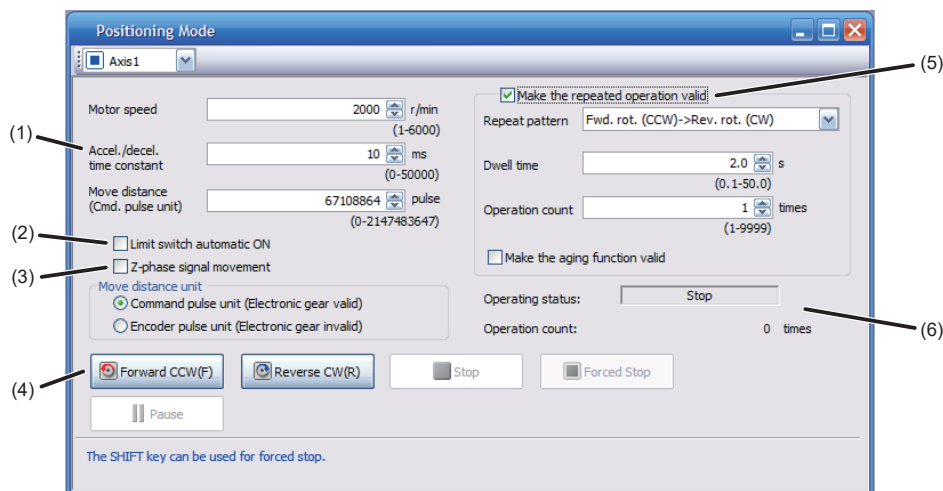 Positioning Mode
Axis1
(5)
Make the repeated operation valid
Motor speed 2000 r/min
(1-6000)
Repeat pattern Fwd. rot. (CCW)->Rev. rot. (CW)
(1)
Accel./decel.
time constant 10 ms
(0-50000)
Dwell time 2.0 s
(0.1-50.0)
Move distance
(Cmd. pulse unit) 67108864 pulse
(0-2147483647)
Operation count 1 times
(1-9999)
(2)
Limit switch automatic ON
(3)
Z-phase signal movement
Make the aging function valid
Move distance unit
Command pulse unit (Electronic gear valid)
Encoder pulse unit (Electronic gear invalid)
Operating status: Stop
Operation count: 0 times
(6)
(4)
Forward CCW(F)
Reverse CW(R)
Stop
Forced Stop
Pause
The SHIFT key can be used for forced stop.